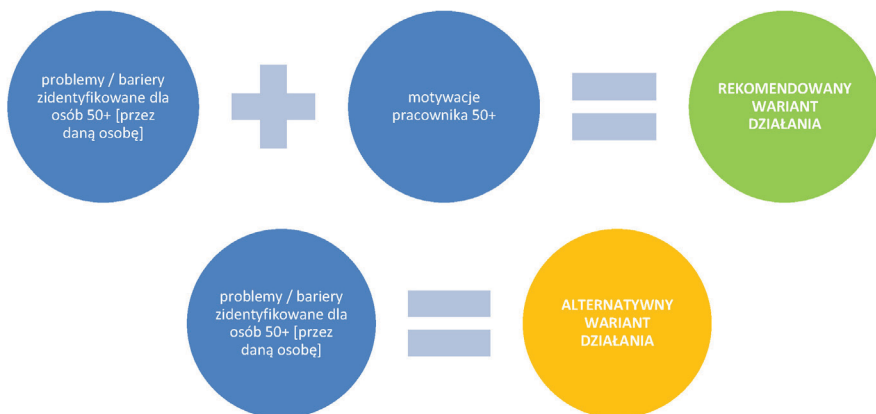 problemy / bariery
zidentyfikowane dla
osób 50+ [przez
daną osobę]
motywacje
pracownika 50+
REKOMENDOWANY
WARIANT
DZIAŁANIA
problemy / bariery
zidentyfikowane dla
osób 50+ [przez
daną osobę]
ALTERNATYWNY
WARIANT
DZIAŁANIA